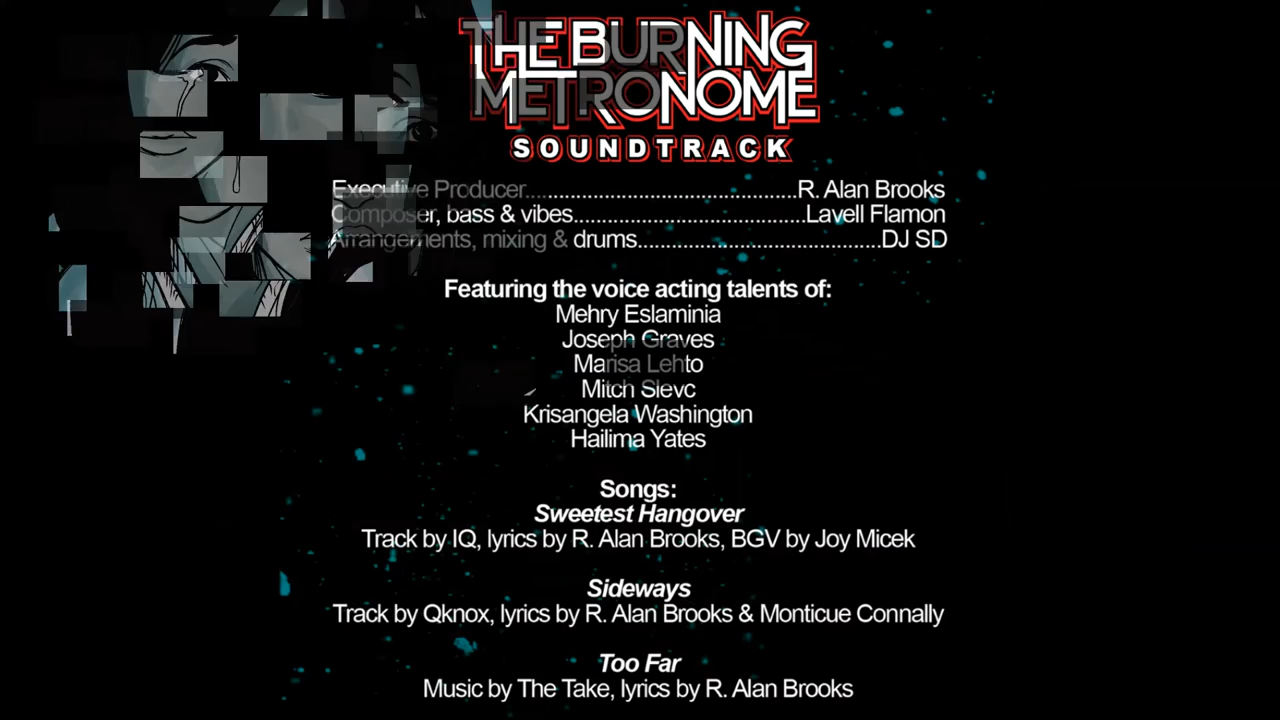 THE BURNING
METRONOME
SOUNDTRACK
Executive Producer.................................................R. Alan Brooks
Composer, bass & vibes..........................................Lavell Flamon
Arrangements, mixing & drums............................................DJ SD
Featuring the voice acting talents of:
Mehry Eslaminia
Joseph Graves
Marisa Lehto
Mitch Slevc
Krisangela Washington
Hailima Yates
Songs:
Sweetest Hangover
Track by IQ, lyrics by R. Alan Brooks, BGV by Joy Micek
Sideways
Track by Qknox, lyrics by R. Alan Brooks & Monticue Connally
Too Far
Music by The Take, lyrics by R. Alan Brooks